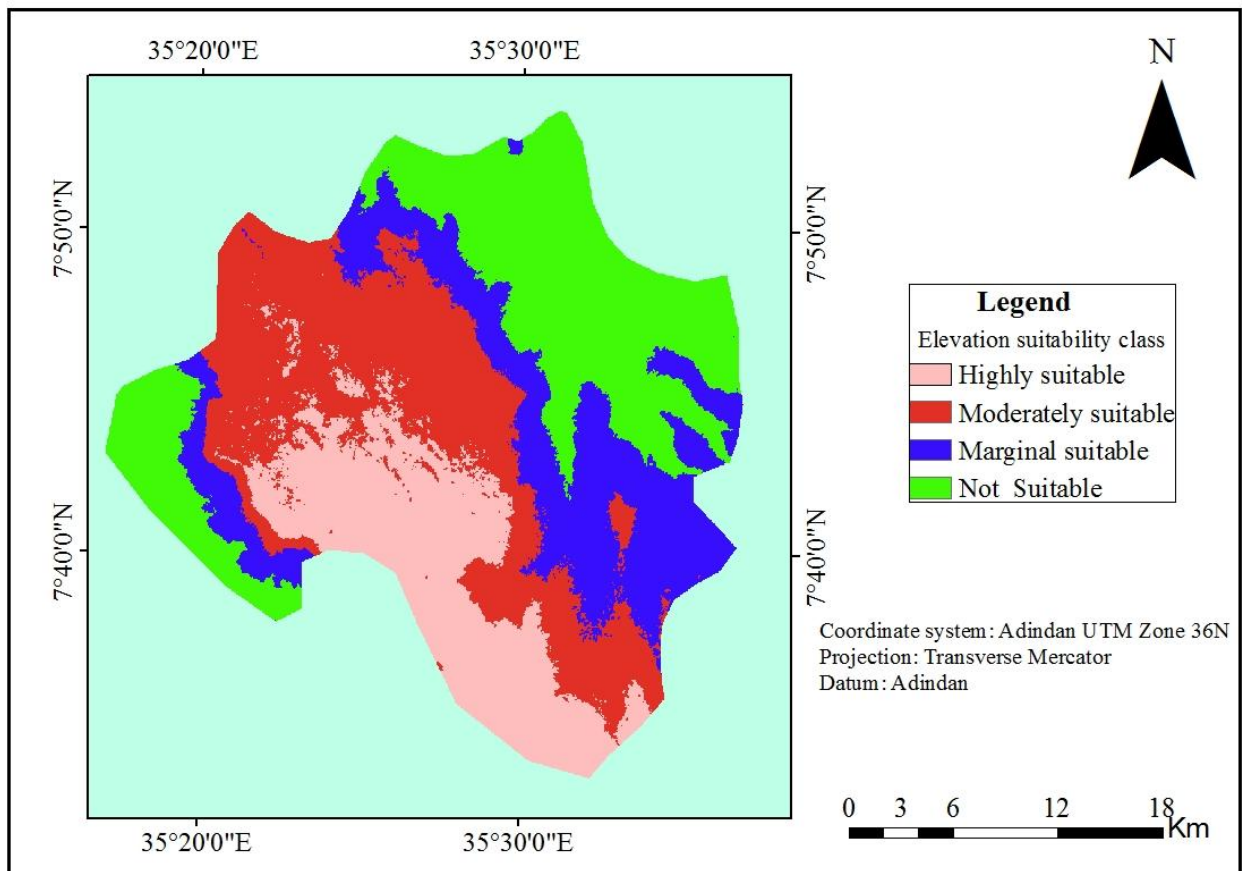 35°20'0"E 35°30'0"E
N
7°50'0"N
7°50'0"N
7°40'0"N
7°40'0"N
Legend
Elevation suitability class
Highly suitable
Moderately suitable
Marginal suitable
Not Suitable
Coordinate system: Adindan UTM Zone 36N
Projection: Transverse Mercator
Datum: Adindan
0 3 6 12 18
Km
35°20'0"E 35°30'0"E